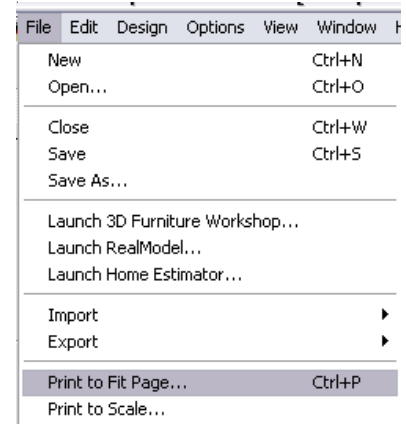 File Edit Design Options View Window
New Ctrl+N
Open... Ctrl+O
Close Ctrl+W
Save Ctrl+S
Save As...
Launch 3D Furniture Workshop...
Launch RealModel...
Launch Home Estimator...
Import
Export
Print to Fit Page... Ctrl+P
Print to Scale...